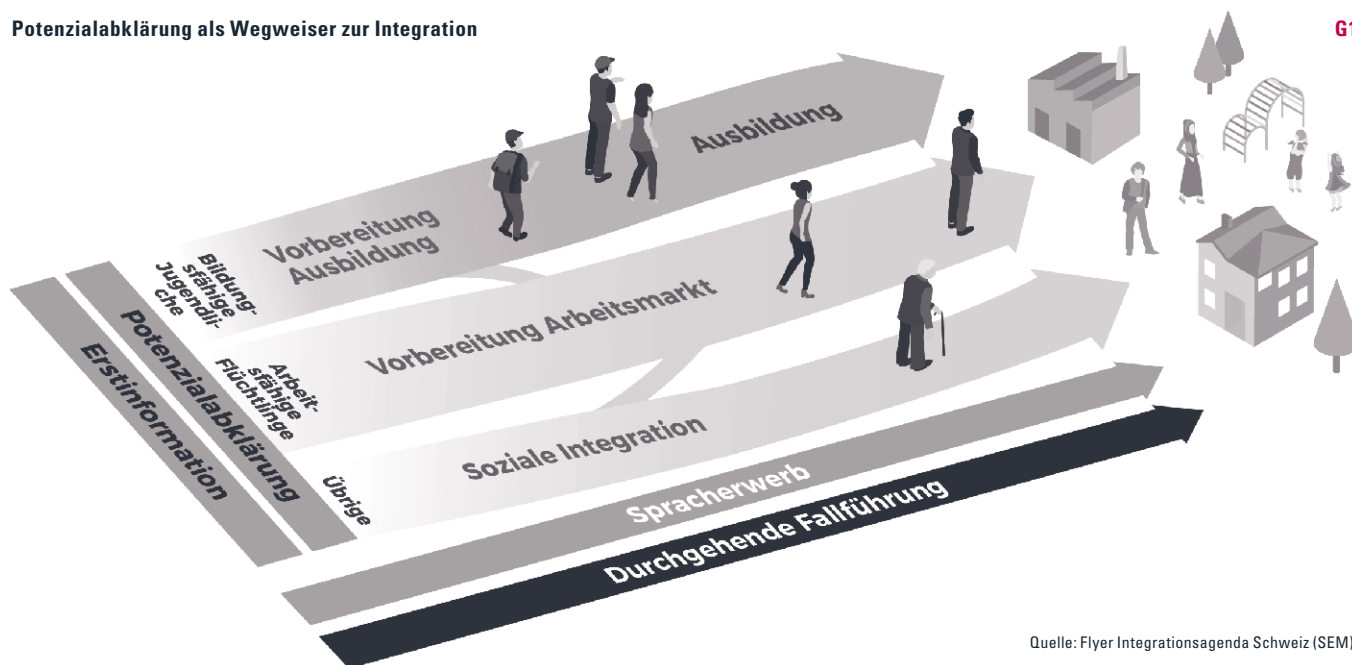 Potenzialabklärung als Wegweiser zur Integration
G1
Erstinformation
Potenzialabklärung
Bildung-
sfähige
Jugendli-
che
Vorbereitung
Ausbildung
Ausbildung
Arbeit-
sfähige
Flüchtlinge
Vorbereitung Arbeitsmarkt
Übrige
Soziale Integration
Spracherwerb
Durchgehende Fallführung
Quelle: Flyer Integrationsagenda Schweiz (SEM)